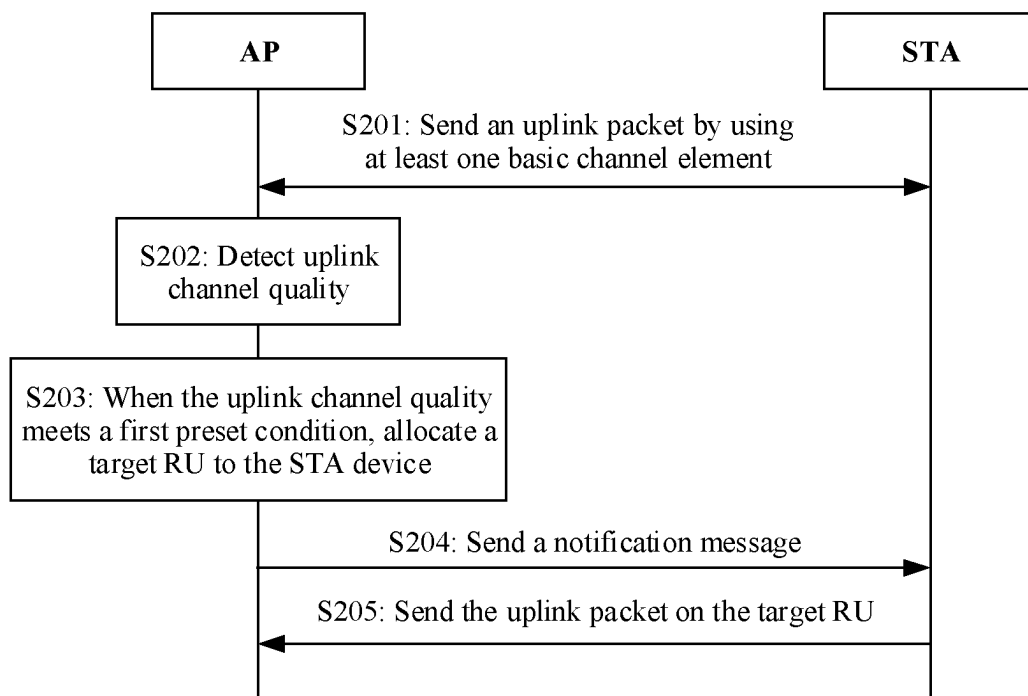 AP
STA
S201: Send an uplink packet by using
at least one basic channel element
S202: Detect uplink
channel quality
S203: When the uplink channel quality
meets a first preset condition, allocate a
target RU to the STA device
S204: Send a notification message
S205: Send the uplink packet on the target RU